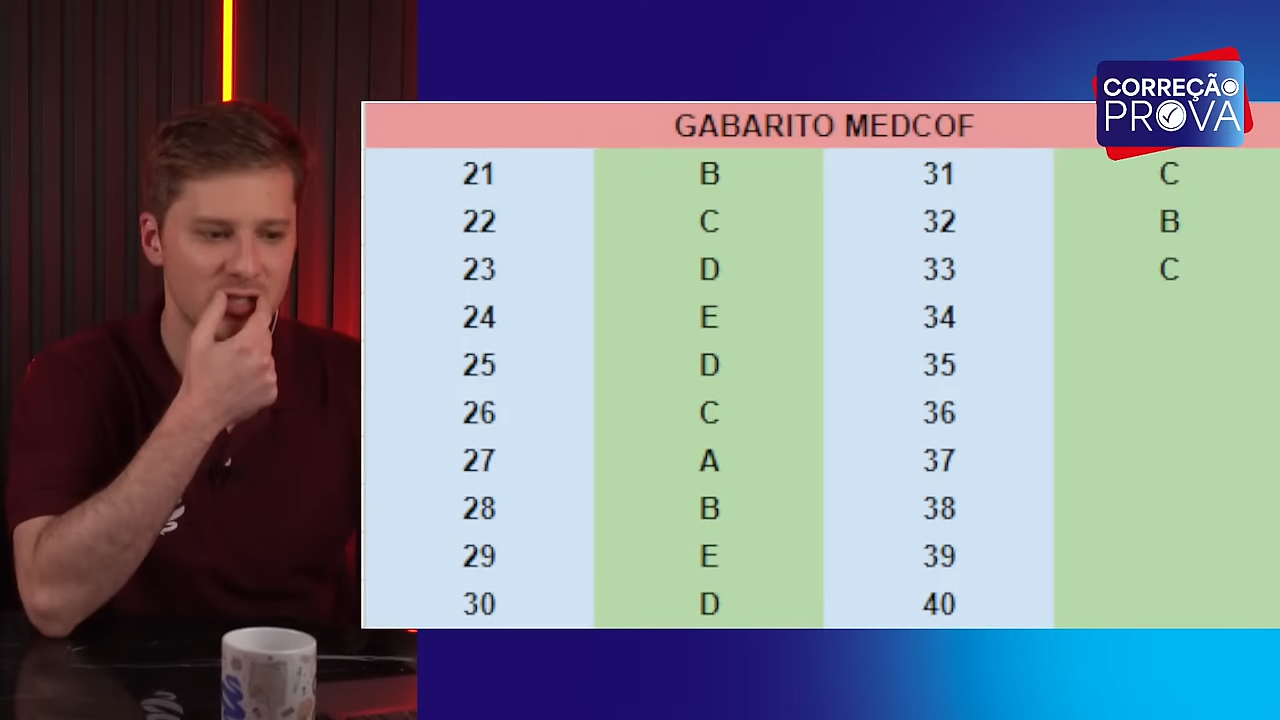 CORREÇÃO
PROVA
GABARITO MEDCOF
21 B 31 C
22 C 32 B
23 D 33 C
24 E 34
25 D 35
26 C 36
27 A 37
28 B 38
29 E 39
30 D 40